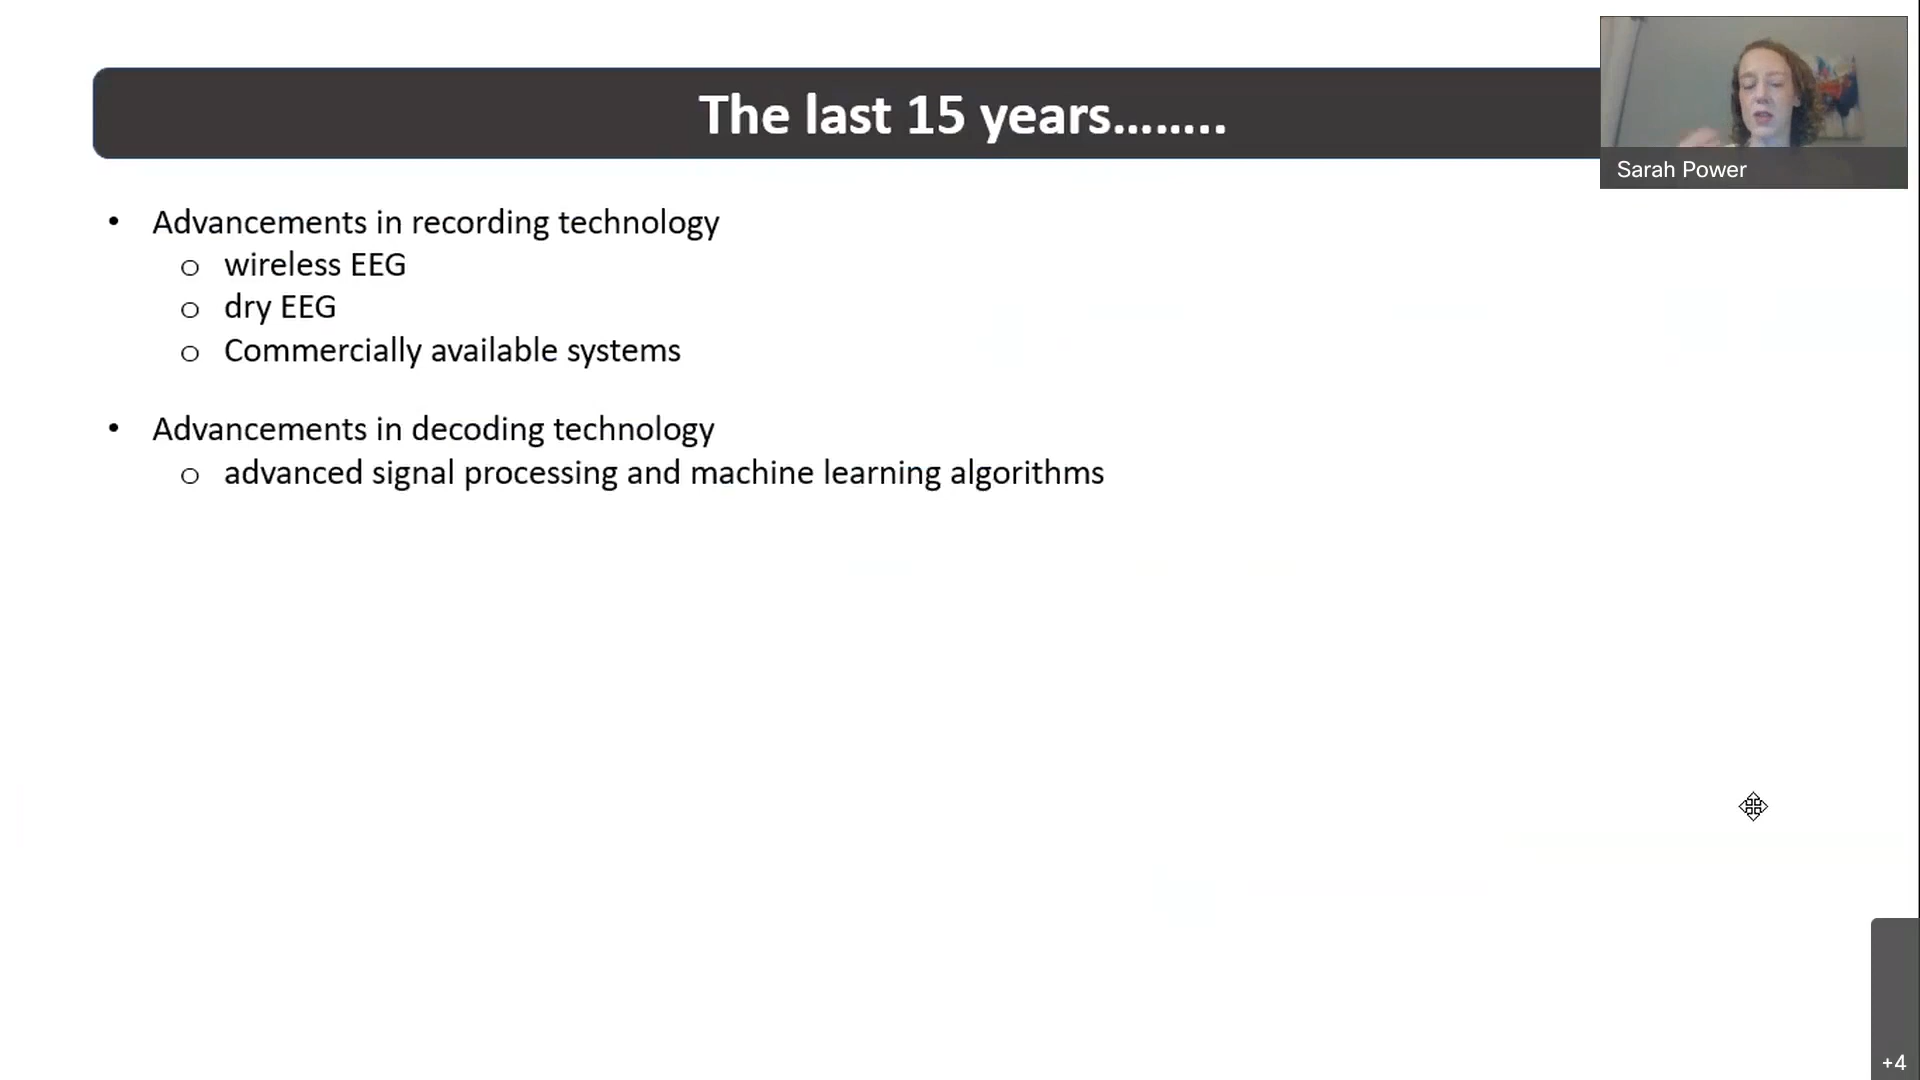 The last 15 years........
Sarah Power
• Advancements in recording technology
o wireless EEG
o dry EEG
o Commercially available systems
• Advancements in decoding technology
o advanced signal processing and machine learning algorithms
+4